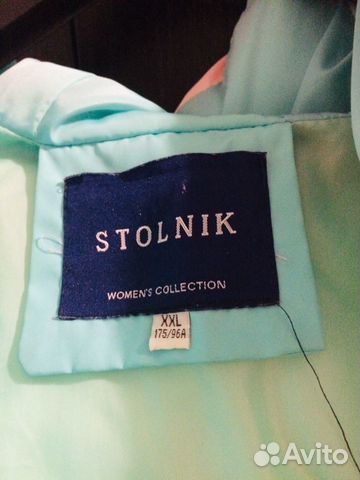 STOLNIK
WOMEN'S COLLECTION
XXL
175/96A
Avito